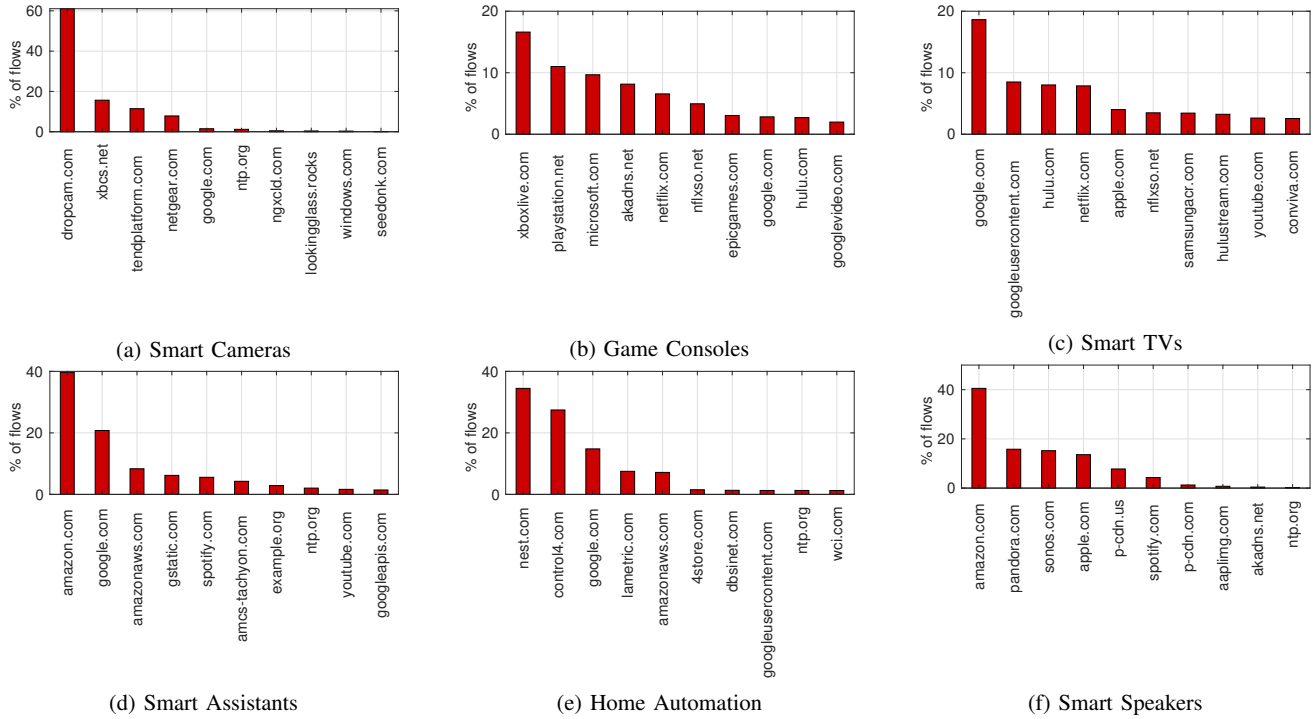 60
40
20
0
% of flows
dropcam.com
xbcs.net
tendplatform.com
netgear.com
google.com
ntp.org
ngxcld.com
lookingglass.rocks
windows.com
seedonk.com
(a) Smart Cameras
20
10
0
% of flows
xboxlive.com
playstation.net
microsoft.com
akadns.net
netflix.com
nflxso.net
epicgames.com
google.com
hulu.com
googlevideo.com
(b) Game Consoles
20
10
0
% of flows
google.com
googleusercontent.com
hulu.com
netflix.com
apple.com
nflxso.net
samsungacr.com
hulustream.com
youtube.com
conviva.com
(c) Smart TVs
40
20
0
% of flows
amazon.com
google.com
amazonaws.com
gstatic.com
spotify.com
amcs-tachyon.com
example.org
ntp.org
youtube.com
googleapis.com
(d) Smart Assistants
40
20
0
% of flows
nest.com
control4.com
google.com
lametric.com
amazonaws.com
4store.com
dbsinet.com
googleusercontent.com
ntp.org
wci.com
(e) Home Automation
40
20
0
% of flows
amazon.com
pandora.com
sonos.com
apple.com
p-cdn.us
spotify.com
p-cdn.com
aaplimg.com
akadns.net
ntp.org
(f) Smart Speakers